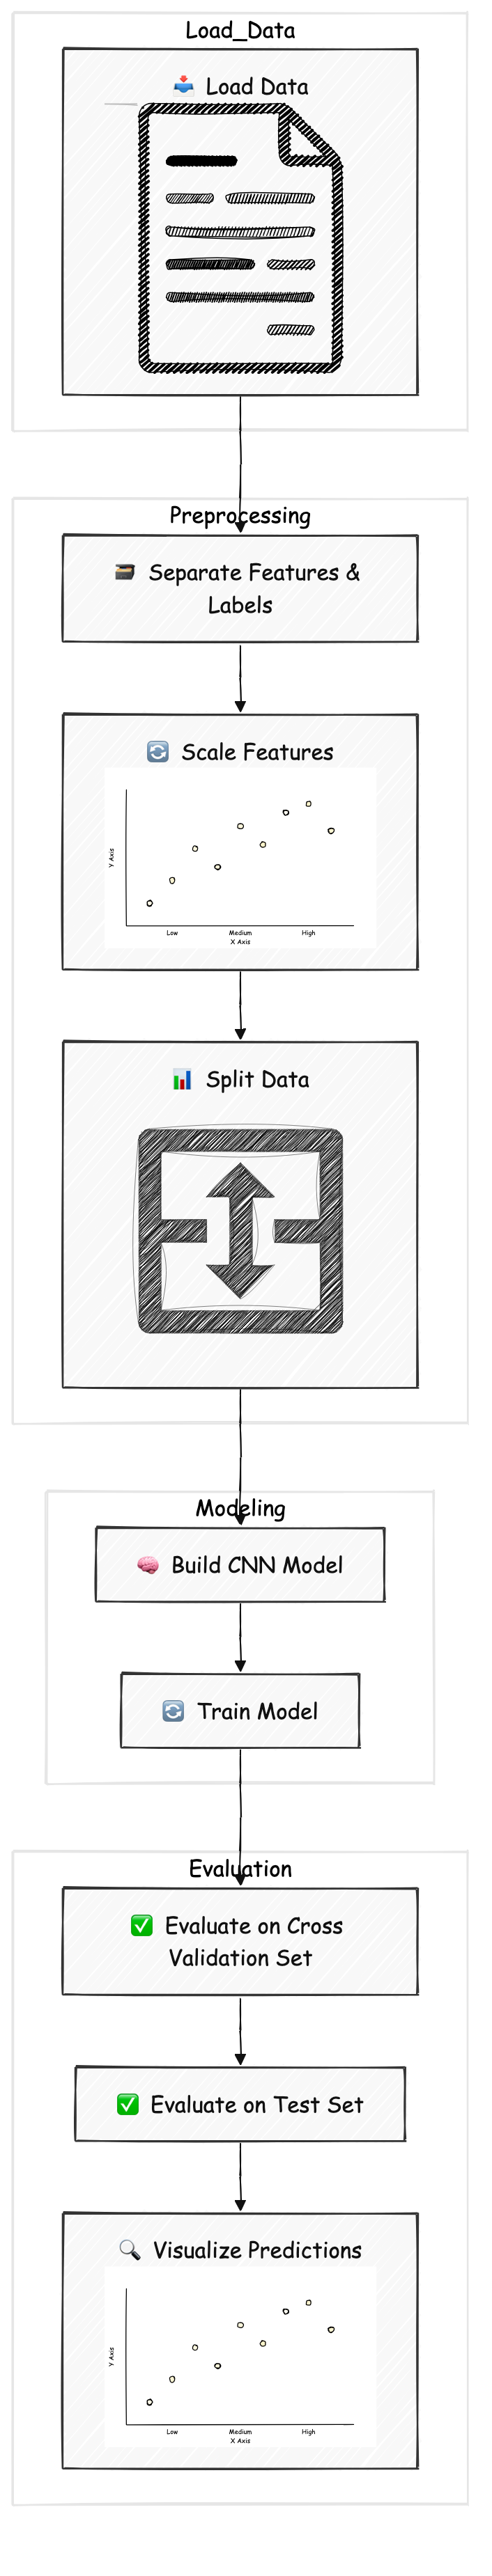 Load_Data
📥 Load Data
Preprocessing
🗃️ Separate Features &
Labels
🔄 Scale Features
Y Axis
Low Medium High
X Axis
📊 Split Data
Modeling
🧠 Build CNN Model
🔄 Train Model
Evaluation
✅ Evaluate on Cross
Validation Set
✅ Evaluate on Test Set
🔍 Visualize Predictions
Y Axis
Low Medium High
X Axis